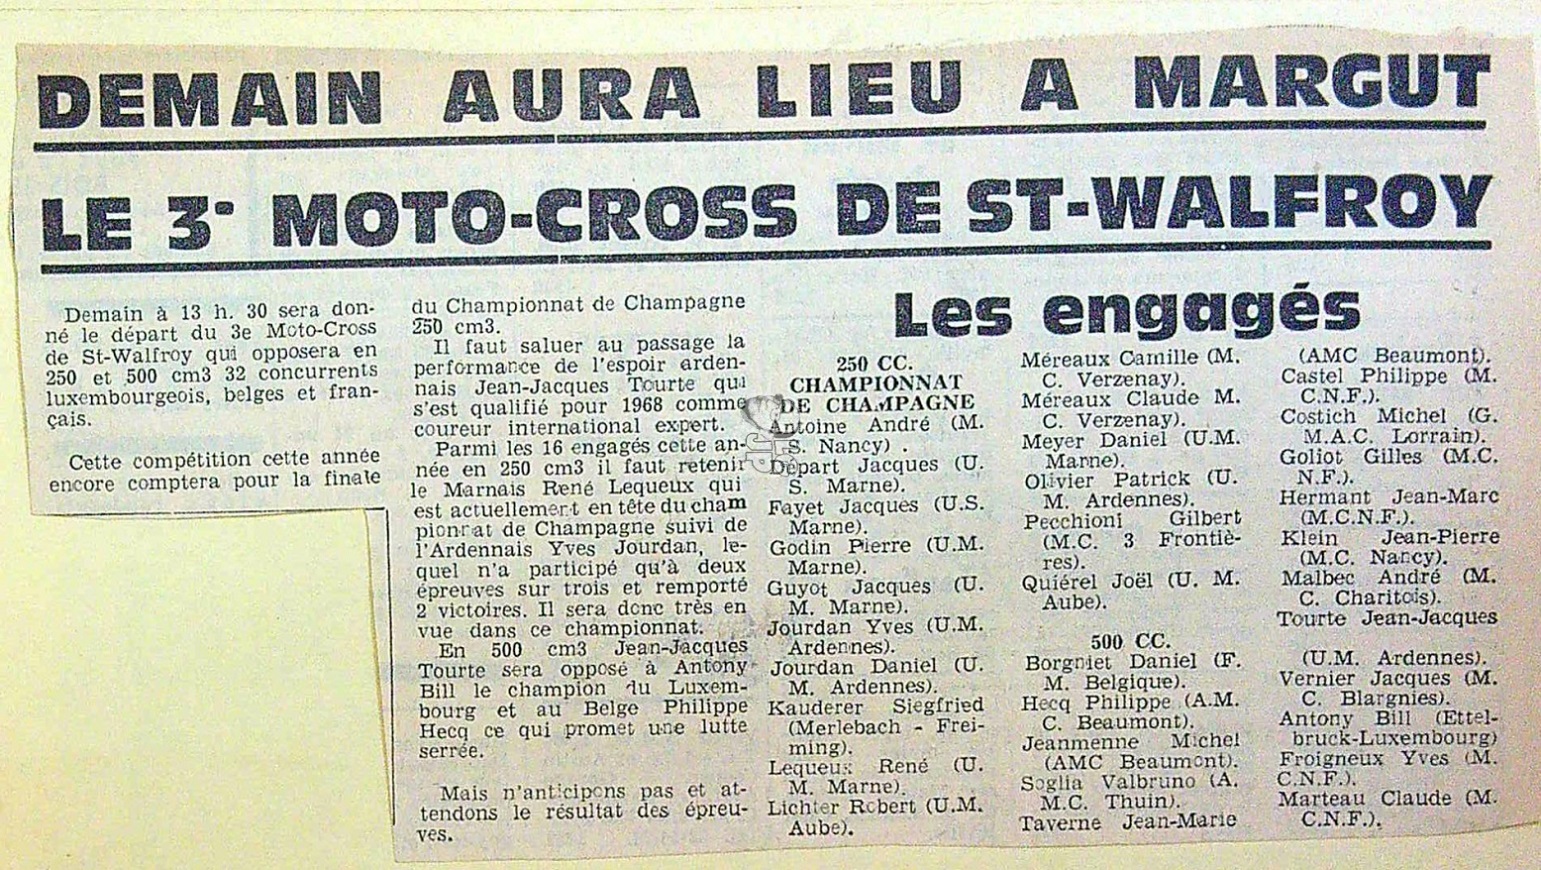 DEMAIN AURA LIEU A MARGUT
LE 3e MOTO-CROSS DE ST-WALFROY
Demain à 13 h. 30 sera don-
né le départ du 3e Moto-Cross
de St-Walfroy qui opposera en
250 et 500 cm3 32 concurrents
luxembourgeois, belges et fran-
çais.
Cette compétition cette année
encore comptera pour la finale
du Championnat de Champagne
250 cm3.
Il faut saluer au passage la
performance de l'espoir arden-
nais Jean-Jacques Tourte qui
s'est qualifié pour 1968 comme
coureur international expert.
Parmi les 16 engagés cette an-
née en 250 cm3 il faut retenir
le Marnais René Lequeux qui
est actuellement en tête du cham
pionnat de Champagne suivi de
l'Ardennais Yves Jourdan, le-
quel n'a participé qu'à deux
épreuves sur trois et remporté
2 victoires. Il sera donc très en
vue dans ce championnat.
En 500 cm3 Jean-Jacques
Tourte sera opposé à Antony
Bill le champion du Luxem-
bourg et au Belge Philippe
Hecq ce qui promet une lutte
serrée.
Mais n'anticipons pas et at-
tendons le résultat des épreu-
ves.
Les engagés
250 CC.
CHAMPIONNAT
DE CHAMPAGNE
Antoine André (M.
S. Nancy) .
Départ Jacques (U.
S. Marne).
Fayet Jacques (U.S.
Marne).
Godin Pierre (U.M.
Marne).
Guyot Jacques (U.
M. Marne).
Jourdan Yves (U.M.
Ardennes).
Jourdan Daniel (U.
M. Ardennes).
Kauderer Siegfried
(Merlebach - Frei-
ming).
Lequeux René (U.
M. Marne).
Lichter Robert (U.M.
Aube).
Méreaux Camille (M.
C. Verzenay).
Méreaux Claude M.
C. Verzenay).
Meyer Daniel (U.M.
Marne).
Olivier Patrick (U.
M. Ardennes).
Pecchioni Gilbert
(M.C. 3 Frontiè-
res).
Quiérel Joël (U. M.
Aube).
500 CC.
Borgniet Daniel (F.
M. Belgique).
Hecq Philippe (A.M.
C. Beaumont).
Jeanmenne Michel
(AMC Beaumont).
Soglia Valbruno (A.
M.C. Thuin).
Taverne Jean-Marie
(AMC Beaumont).
Castel Philippe (M.
C.N.F.).
Costich Michel (G.
M.A.C. Lorrain).
Goliot Gilles (M.C.
N.F.).
Hermant Jean-Marc
(M.C.N.F.).
Klein Jean-Pierre
(M.C. Nancy).
Malbec André (M.
C. Charitois).
Tourte Jean-Jacques
(U.M. Ardennes).
Vernier Jacques (M.
C. Blargnies).
Antony Bill (Ettel-
bruck-Luxembourg)
Froigneux Yves (M.
C.N.F.).
Marteau Claude (M.
C.N.F.).